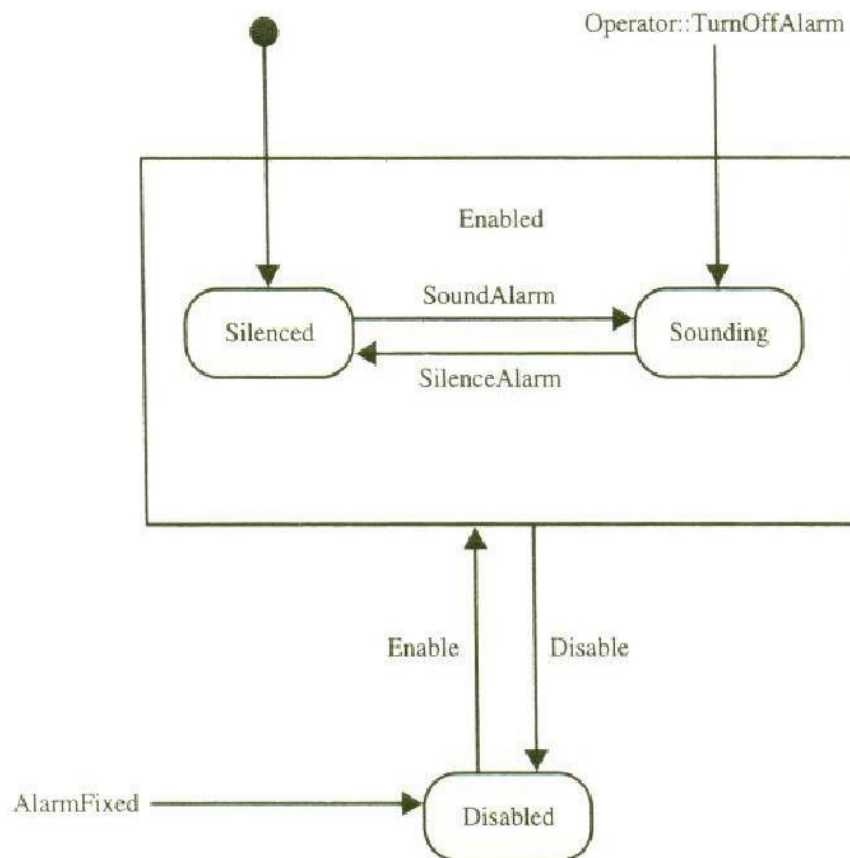 Operator::TurnOffAlarm
Enabled
SoundAlarm
Silenced
Sounding
SilenceAlarm
Enable
Disable
AlarmFixed
Disabled